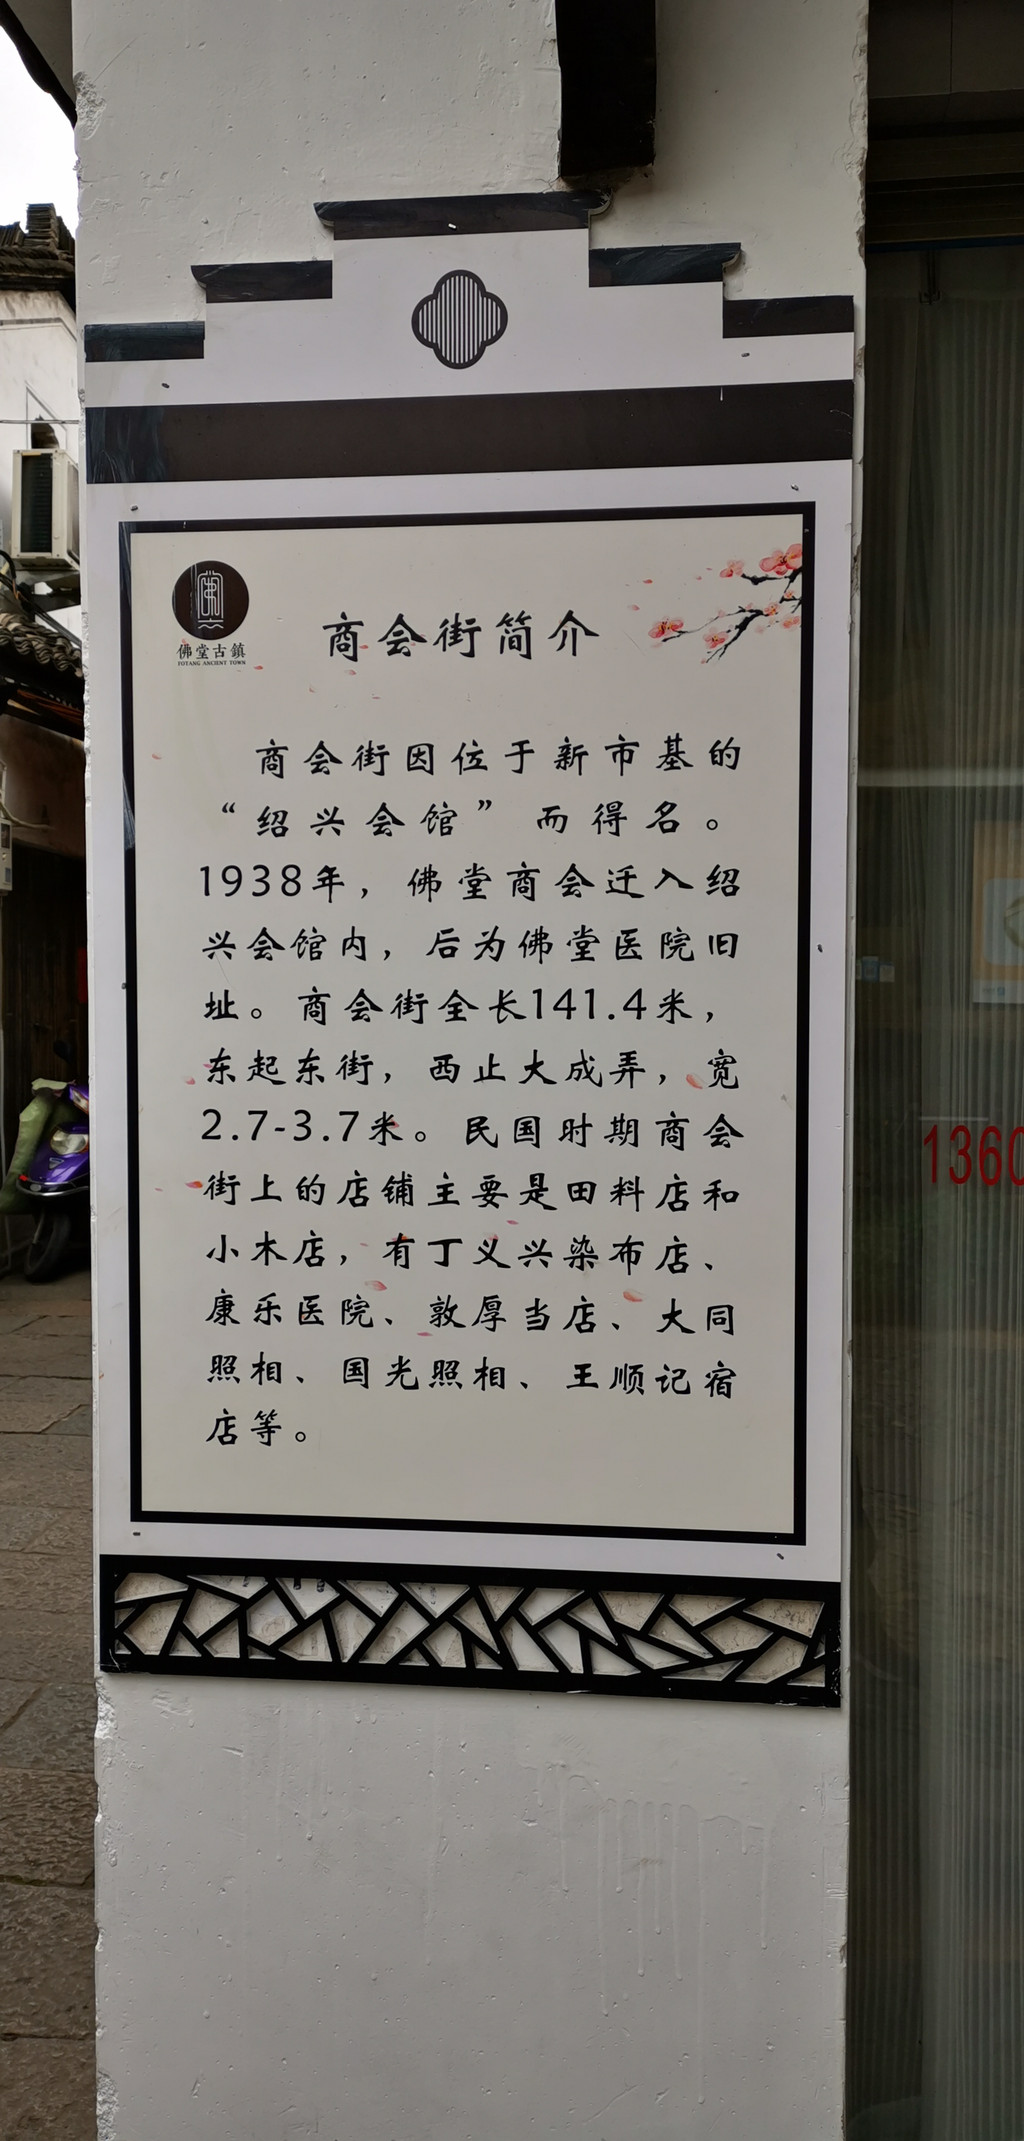 佛堂古鎮
FOTANG ANCIENT TOWN
商会街简介
商会街因位于新市基的
“绍兴会馆”而得名。
1938年，佛堂商会迁入绍
兴会馆内，后为佛堂医院旧
址。商会街全长141.4米，
东起东街，西止大成弄，宽
2.7-3.7米。民国时期商会
街上的店铺主要是田料店和
小木店，有丁义兴染布店、
康乐医院、敦厚当店、大同
照相、国光照相、王顺记宿
店等。
1360